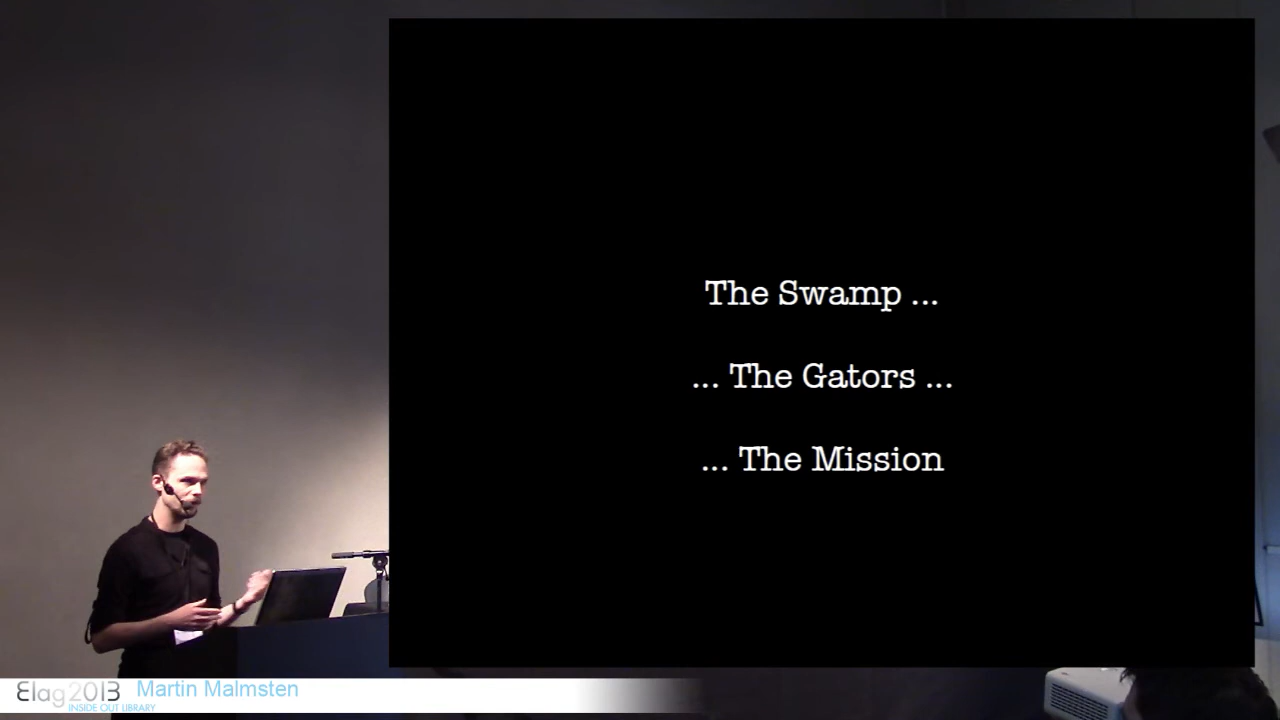 The Swamp ...
... The Gators ...
... The Mission
Elag2013 Martin Malmsten
INSIDE OUT LIBRARY